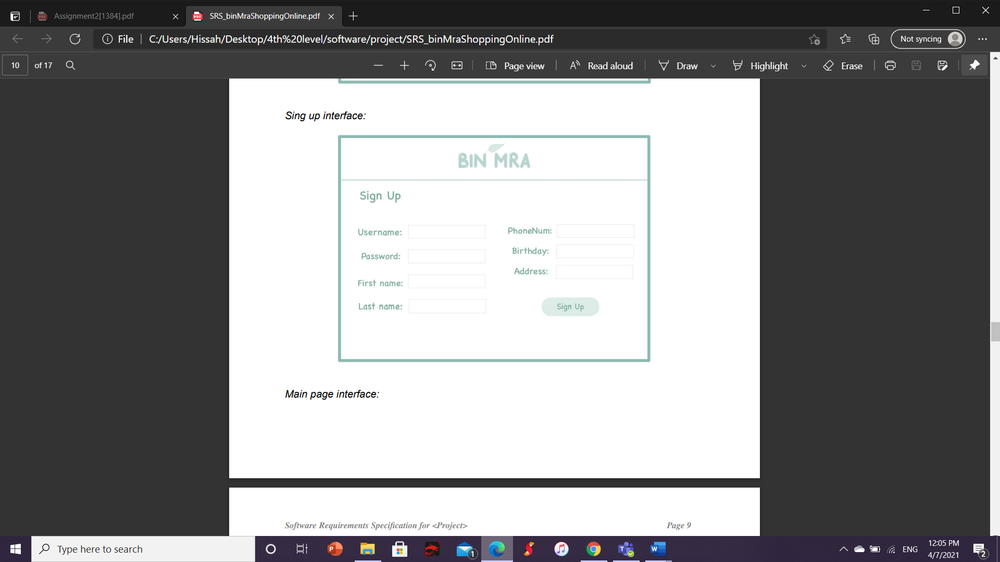 Assignment2[1384].pdf
SRS_binMraShoppingOnline.pdf
File
C:/Users/Hissah/Desktop/4th%20level/software/project/SRS_binMraShoppingOnline.pdf
Not syncing
10 of 17
Page view
Read aloud
Draw
Highlight
Erase
Sing up interface:
BIN MRA
Sign Up
Username:
Password:
First name:
Last name:
PhoneNum:
Birthday:
Address:
Sign Up
Main page interface:
Software Requirements Specification for <Project> Page 9
Type here to search
1
ENG
12:05 PM
4/7/2021
2